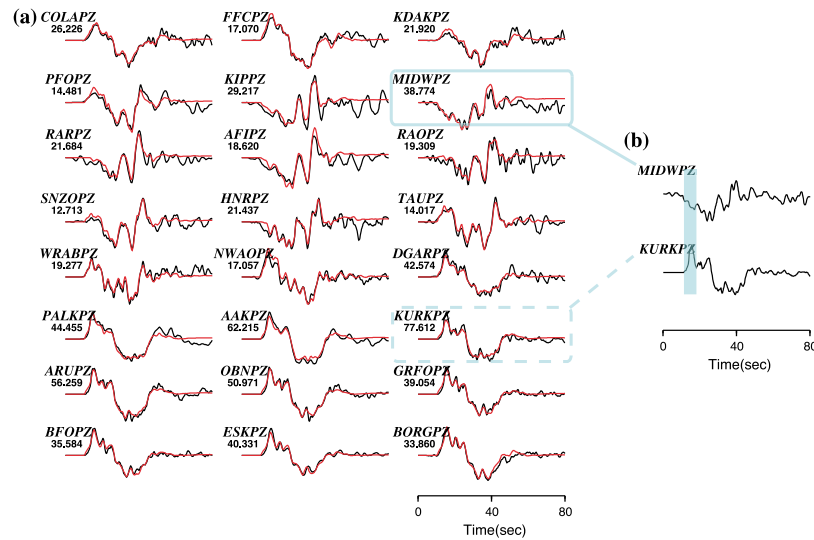 (a)
COLAPZ FFCPZ KDAKPZ
26,226 17,070 21,920
PFOPZ KIPPZ MIDWPZ
14,481 29,217 38,774
RARPZ AFIPZ RAOPZ
21,684 18,620 19,309
SNZOPZ HNRPZ TAUPZ
12,713 21,437 14,017
WRABPZ NWAOPZ DGARPZ
19,277 17,057 42,574
PALKPZ AAKPZ KURKPZ
44,455 62,215 77,612
ARUPZ OBNPZ GRFOPZ
56,259 50,971 39,054
BFOPZ ESKPZ BORGPZ
35,584 40,331 33,860
0 40 80
Time(sec)
(b)
MIDWPZ
KURKPZ
0 40 80
Time(sec)